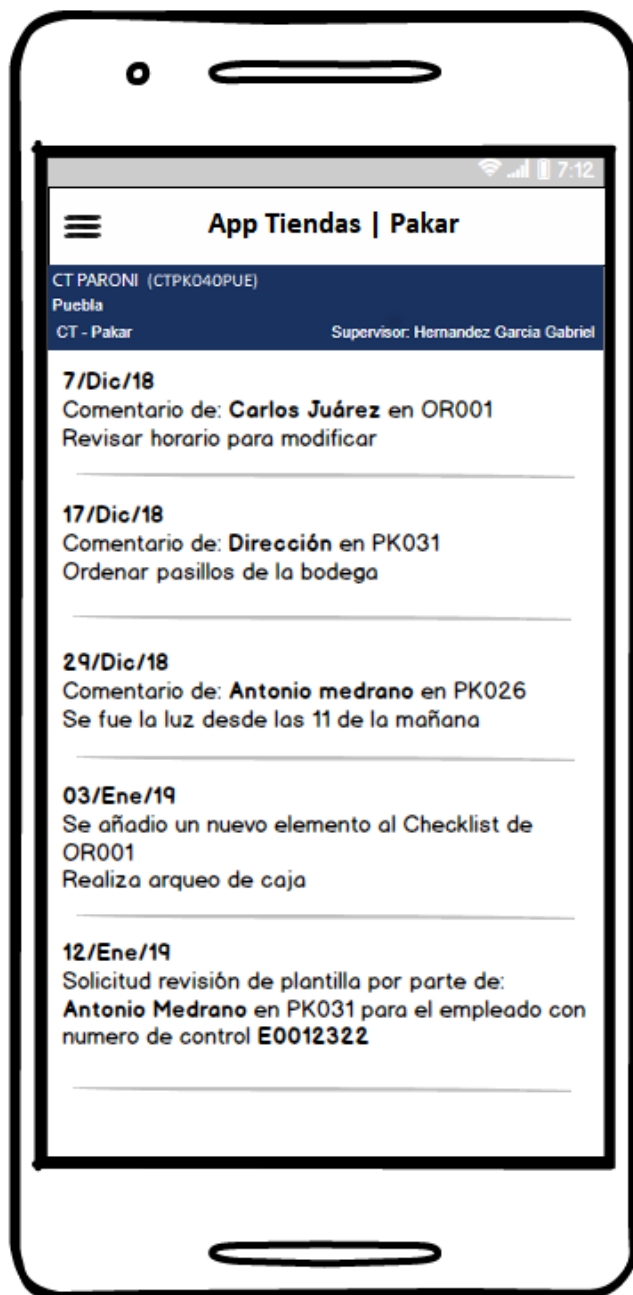 7:12
App Tiendas | Pakar
CT PARONI (CTPK040PUE)
Puebla
CT - Pakar Supervisor: Hernandez Garcia Gabriel
7/Dic/18
Comentario de: Carlos Juárez en OR001
Revisar horario para modificar
17/Dic/18
Comentario de: Dirección en PK031
Ordenar pasillos de la bodega
29/Dic/18
Comentario de: Antonio medrano en PK026
Se fue la luz desde las 11 de la mañana
03/Ene/19
Se añadio un nuevo elemento al Checklist de
OR001
Realiza arqueo de caja
12/Ene/19
Solicitud revisión de plantilla por parte de:
Antonio Medrano en PK031 para el empleado con
numero de control E0012322